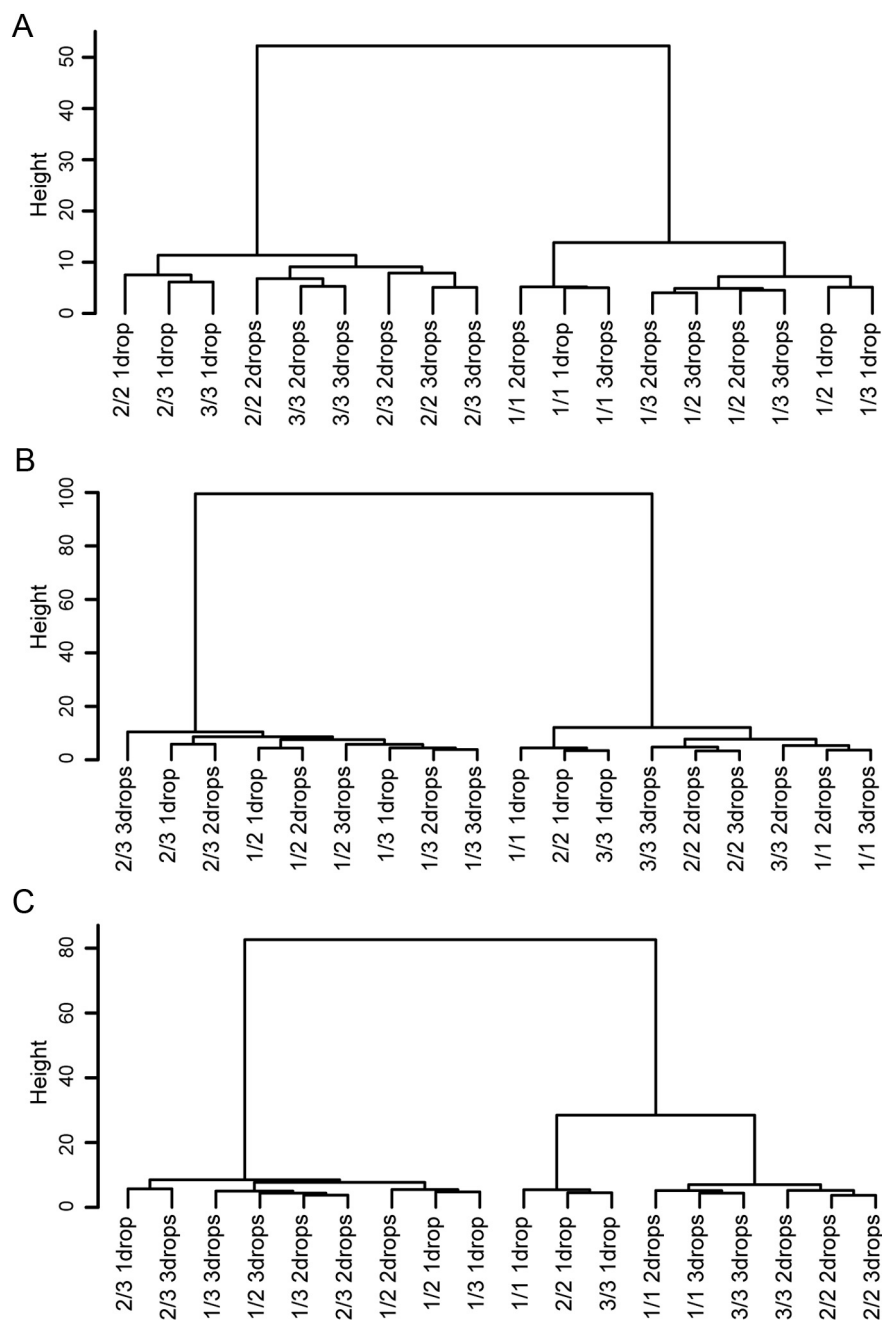 A
Height
50
40
30
20
10
0
2/2 1drop
2/3 1drop
3/3 1drop
2/2 2drops
3/3 2drops
3/3 3drops
2/3 2drops
2/2 3drops
2/3 3drops
1/1 2drops
1/1 1drop
1/1 3drops
1/3 2drops
1/2 3drops
1/2 2drops
1/3 3drops
1/2 1drop
1/3 1drop
B
Height
100
80
60
40
20
0
2/3 3drops
2/3 1drop
2/3 2drops
1/2 1drop
1/2 2drops
1/2 3drops
1/3 1drop
1/3 2drops
1/3 3drops
1/1 1drop
2/2 1drop
3/3 1drop
3/3 3drops
2/2 2drops
2/2 3drops
3/3 2drops
1/1 2drops
1/1 3drops
C
Height
80
60
40
20
0
2/3 1drop
2/3 3drops
1/3 3drops
1/2 3drops
1/3 2drops
2/3 2drops
1/2 2drops
1/2 1drop
1/3 1drop
1/1 1drop
2/2 1drop
3/3 1drop
1/1 2drops
1/1 3drops
3/3 3drops
3/3 2drops
2/2 2drops
2/2 3drops